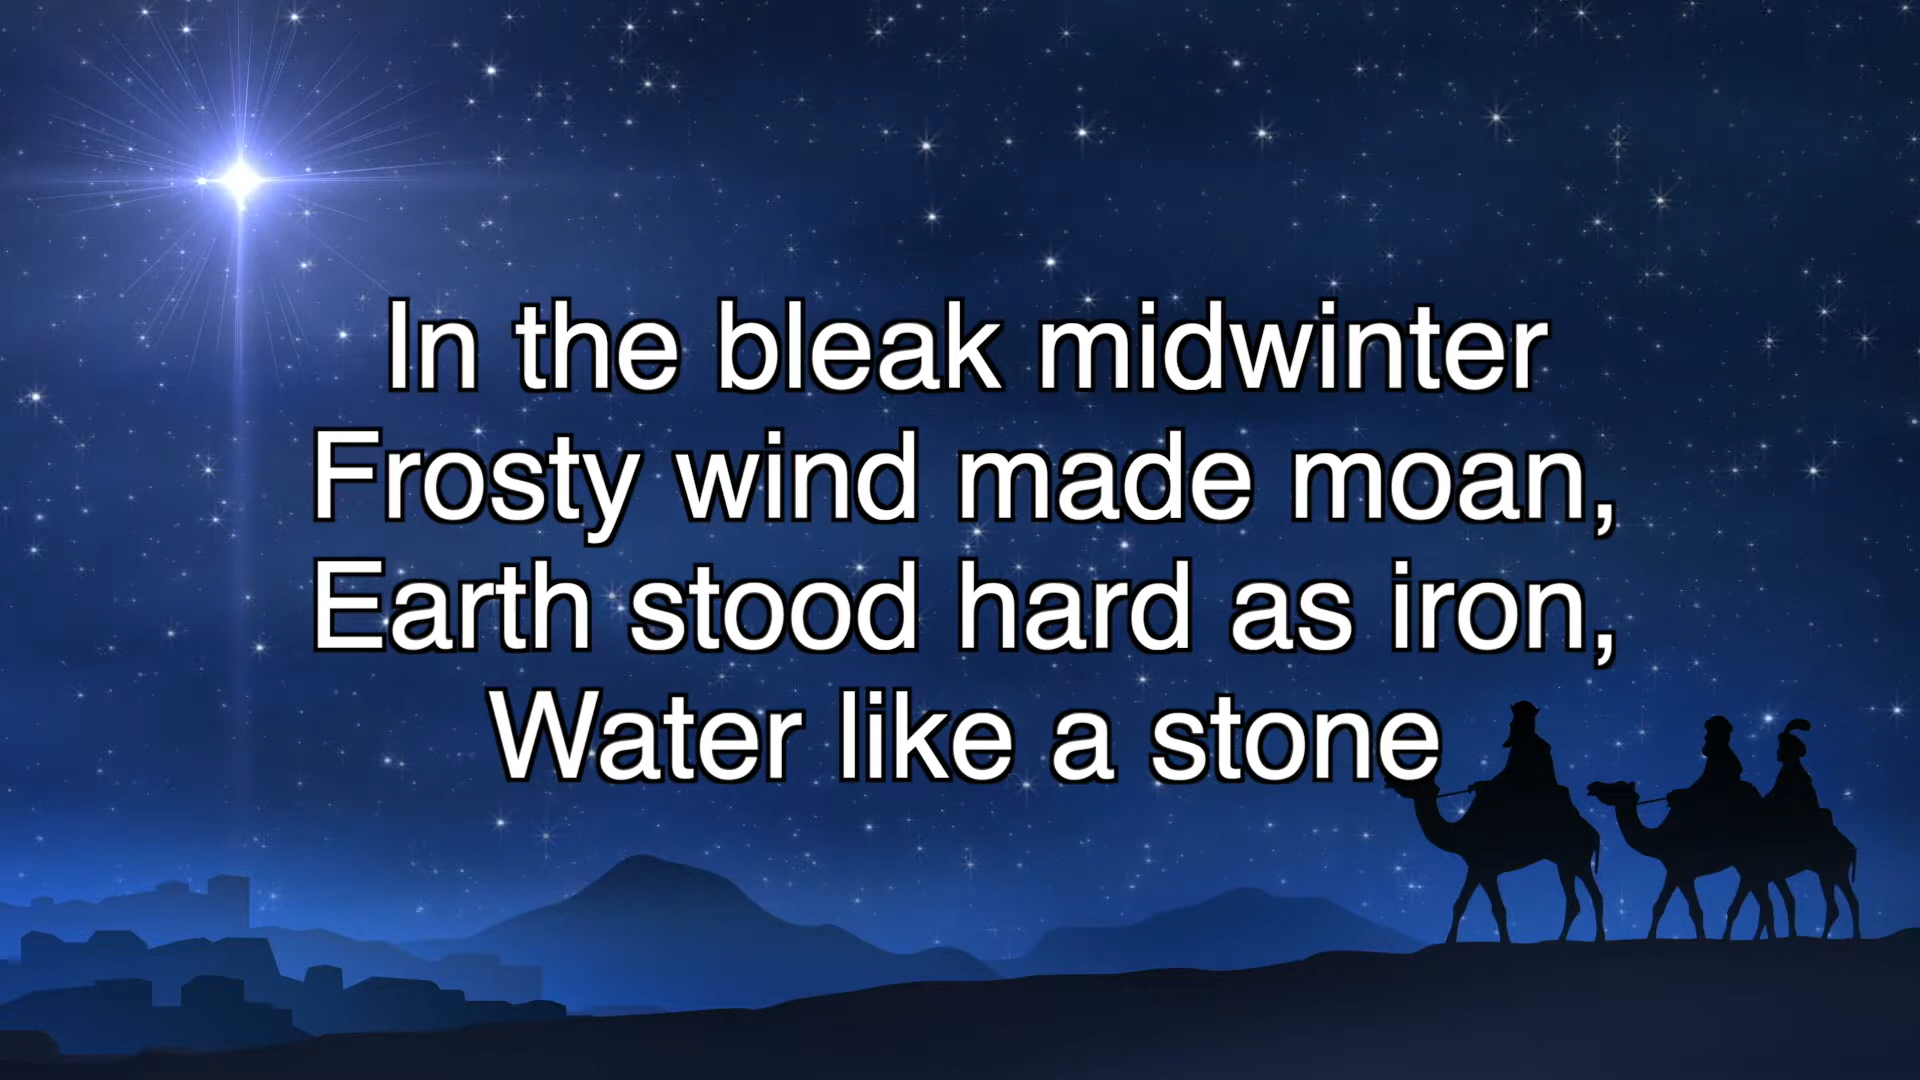 In the bleak midwinter
Frosty wind made moan,
Earth stood hard as iron,
Water like a stone